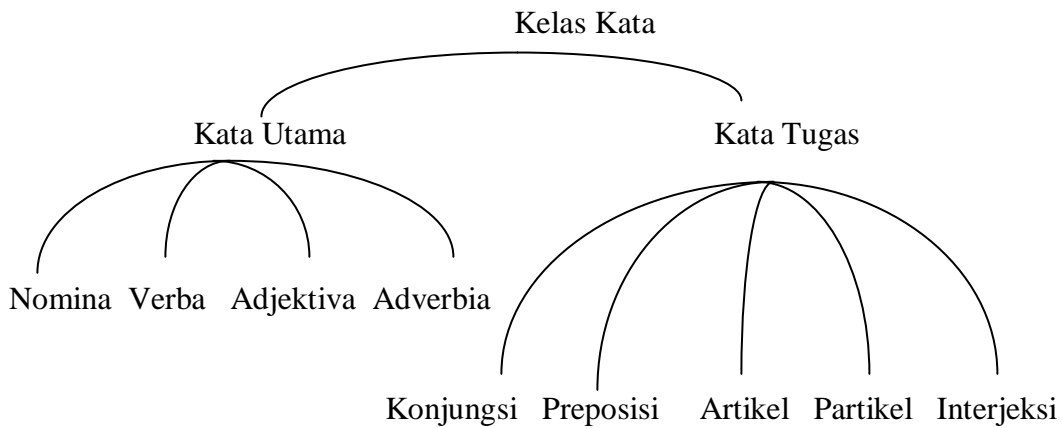 Kelas Kata
Kata Utama Kata Tugas
Nomina Verba Adjektiva Adverbia
Konjungsi Preposisi Artikel Partikel Interjeksi